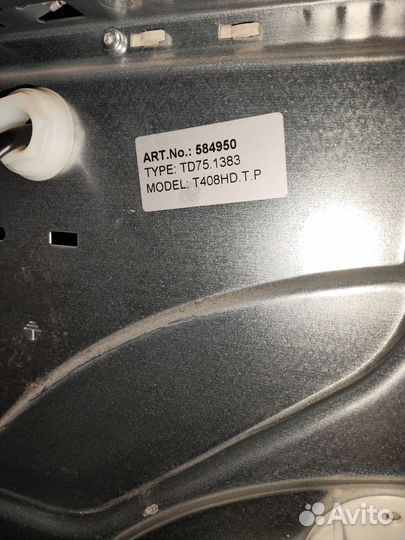 ART.No.: 584950
TYPE: TD75.1383
MODEL: T408HD.T.P
Avito